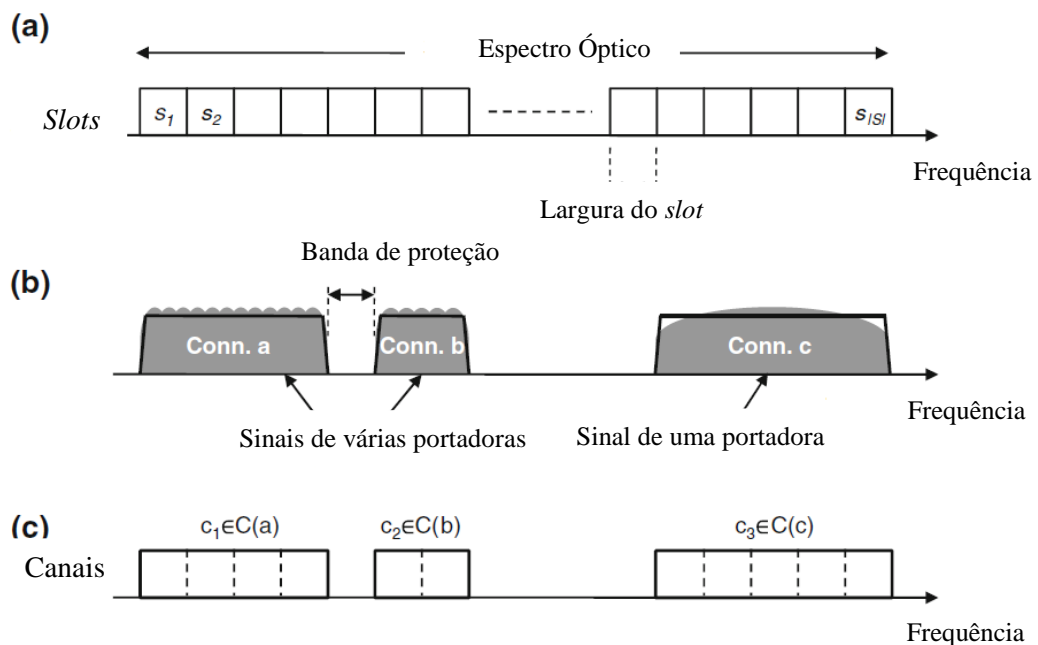 (a)
Espectro Óptico
Slots
s1 s2 s|S|
Frequência
Largura do slot
Banda de proteção
(b)
Conn. a Conn. b Conn. c
Frequência
Sinais de várias portadoras Sinal de uma portadora
(c)
c1∈C(a) c2∈C(b) c3∈C(c)
Canais
Frequência